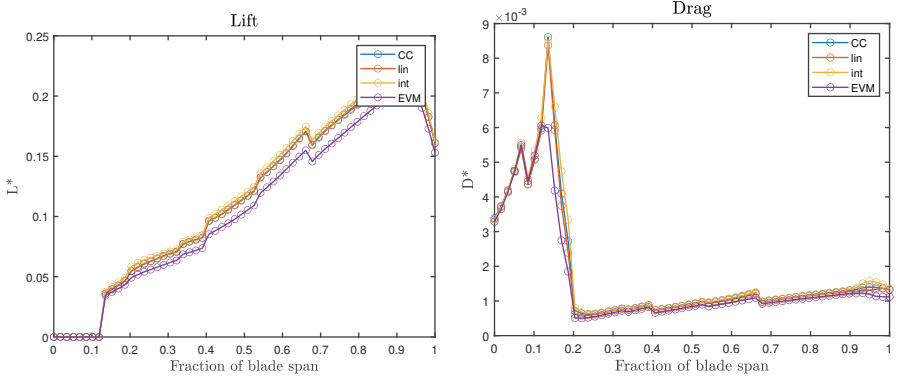 Lift
0.25
0.2
0.15
0.1
0.05
0
L*
0 0.1 0.2 0.3 0.4 0.5 0.6 0.7 0.8 0.9 1
Fraction of blade span
CC
lin
int
EVM
Drag
×10⁻³
9
8
7
6
5
4
3
2
1
0
D*
0 0.1 0.2 0.3 0.4 0.5 0.6 0.7 0.8 0.9 1
Fraction of blade span
CC
lin
int
EVM